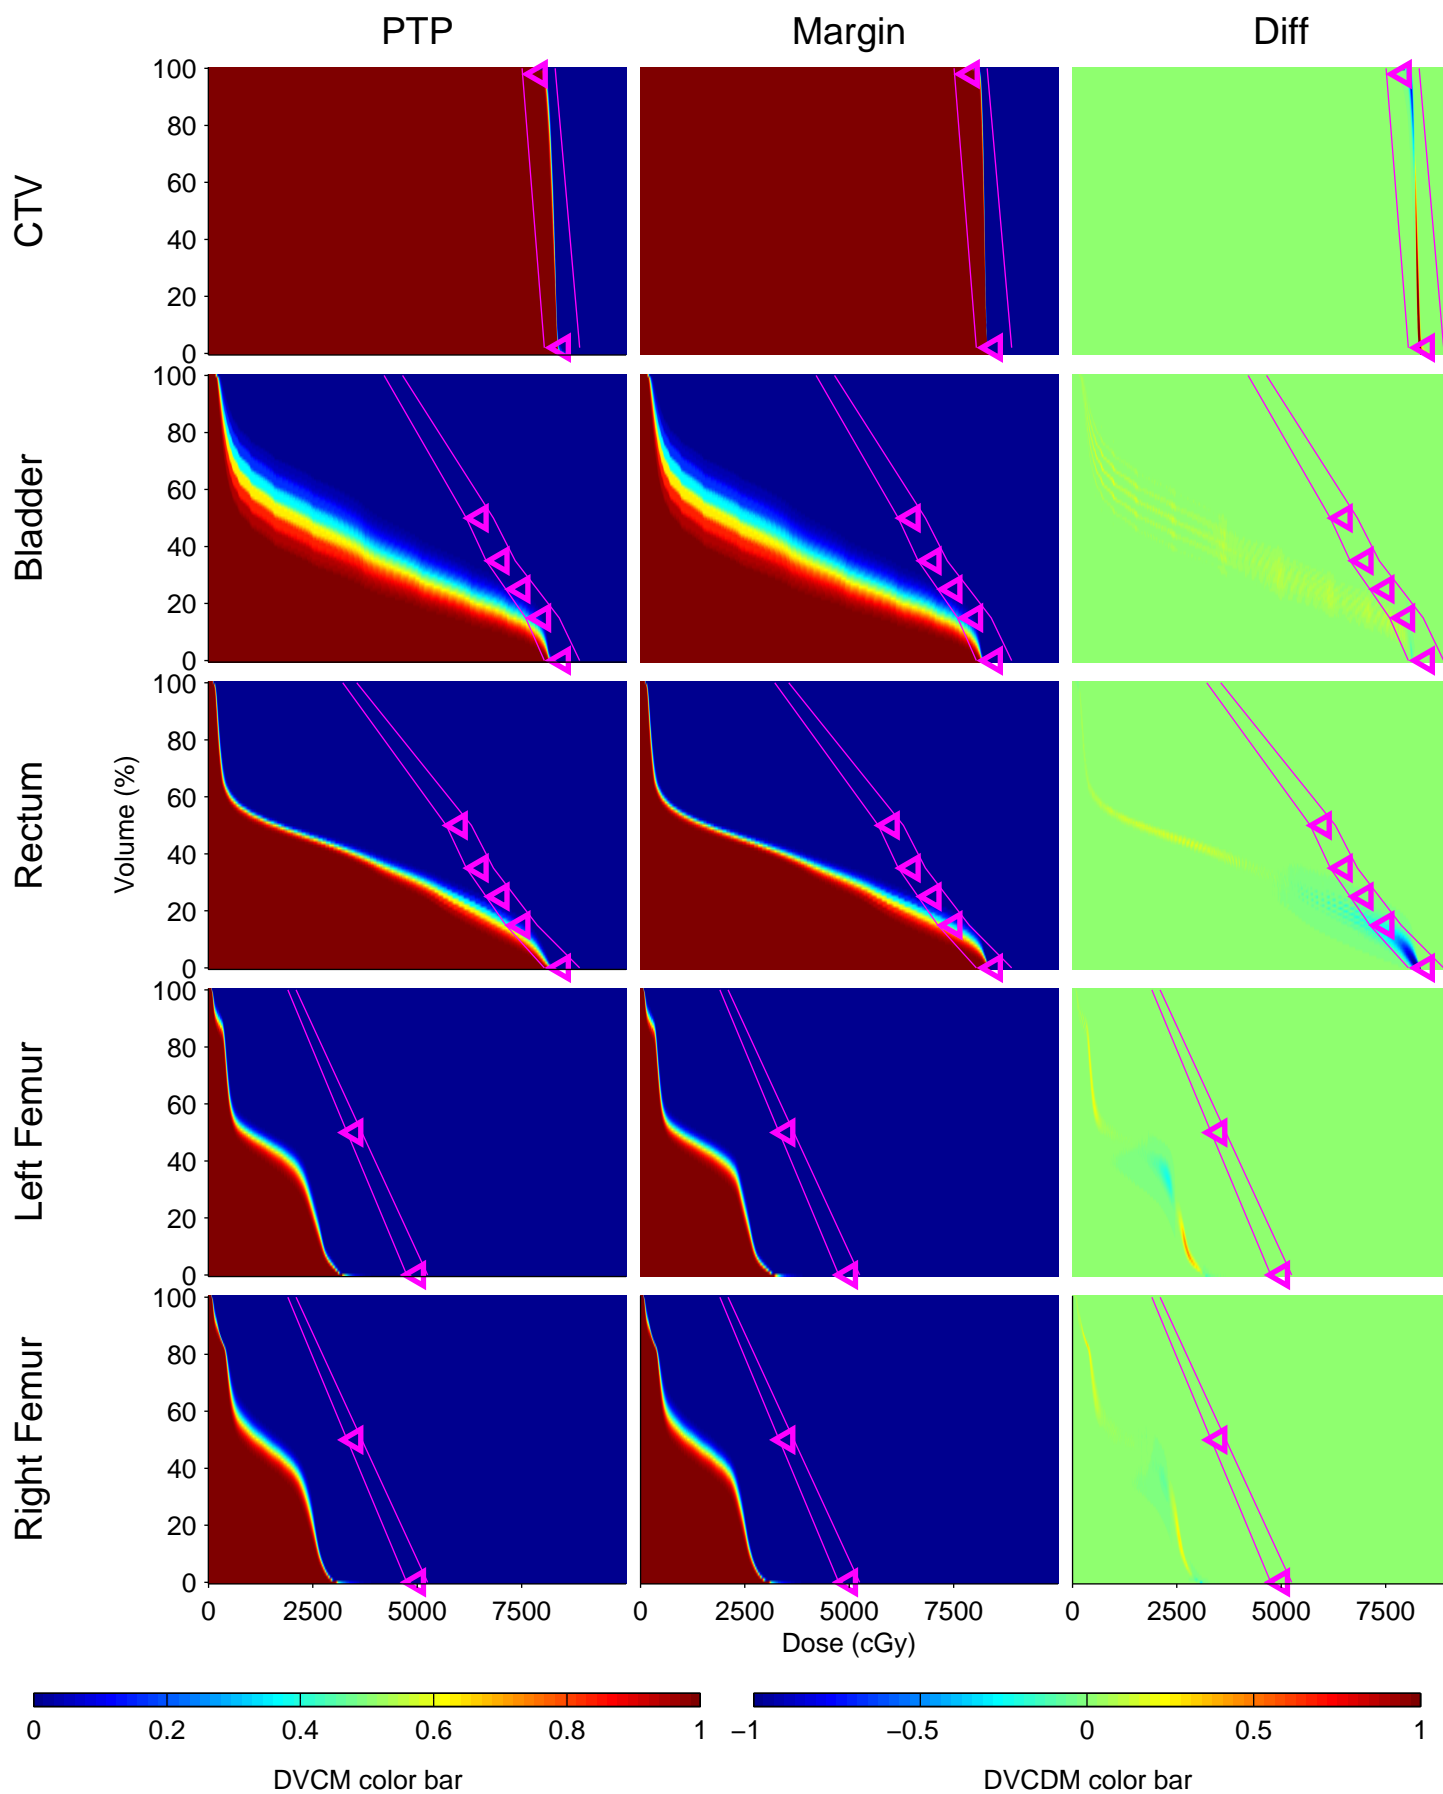 PTP Margin Diff
CTV
100
80
60
40
20
0
Bladder
100
80
60
40
20
0
Rectum
Volume (%)
100
80
60
40
20
0
Left Femur
100
80
60
40
20
0
Right Femur
100
80
60
40
20
0
0 2500 5000 7500 0 2500 5000 7500 0 2500 5000 7500
Dose (cGy)
0 0.2 0.4 0.6 0.8 1 −1 −0.5 0 0.5 1
DVCM color bar DVCDM color bar